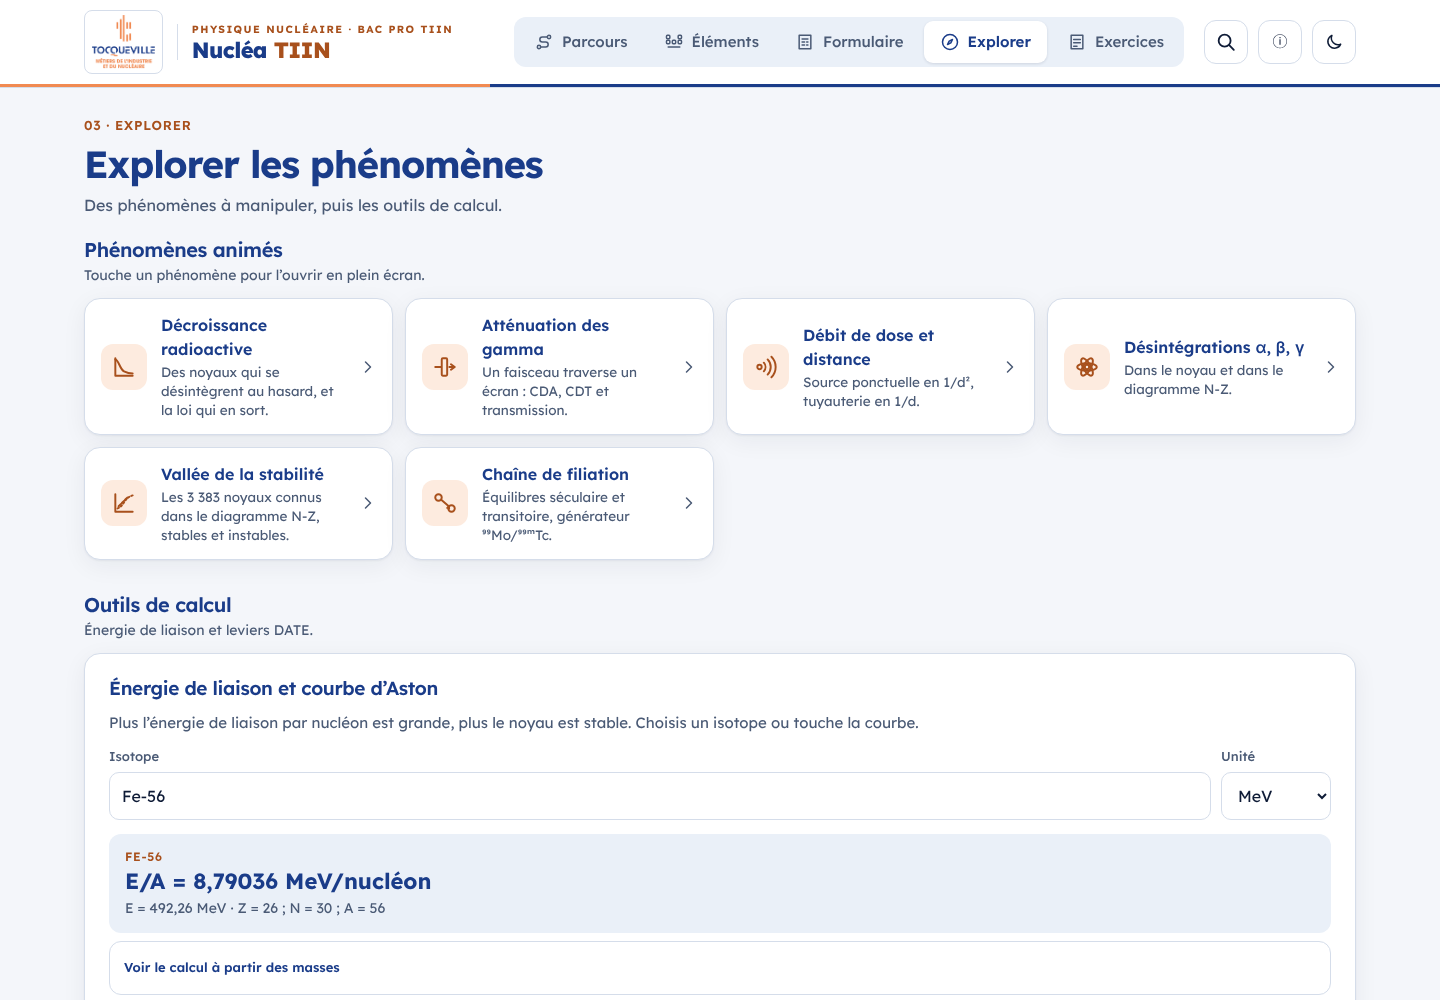 TOCQUEVILLE
MÉTIERS DE L'INDUSTRIE
ET DU NUCLÉAIRE
PHYSIQUE NUCLÉAIRE · BAC PRO TIIN
Nucléa TIIN
Parcours
Éléments
Formulaire
Explorer
Exercices
03 · EXPLORER
Explorer les phénomènes
Des phénomènes à manipuler, puis les outils de calcul.
Phénomènes animés
Touche un phénomène pour l’ouvrir en plein écran.
Décroissance
radioactive
Des noyaux qui se
désintègrent au hasard, et
la loi qui en sort.
Atténuation des
gamma
Un faisceau traverse un
écran : CDA, CDT et
transmission.
Débit de dose et
distance
Source ponctuelle en 1/d²,
tuyauterie en 1/d.
Désintégrations α, β, γ
Dans le noyau et dans le
diagramme N-Z.
Vallée de la stabilité
Les 3 383 noyaux connus
dans le diagramme N-Z,
stables et instables.
Chaîne de filiation
Équilibres séculaire et
transitoire, générateur
⁹⁹Mo/⁹⁹ᵐTc.
Outils de calcul
Énergie de liaison et leviers DATE.
Énergie de liaison et courbe d’Aston
Plus l’énergie de liaison par nucléon est grande, plus le noyau est stable. Choisis un isotope ou touche la courbe.
Isotope
Unité
Fe-56
MeV
FE-56
E/A = 8,79036 MeV/nucléon
E = 492,26 MeV · Z = 26 ; N = 30 ; A = 56
Voir le calcul à partir des masses